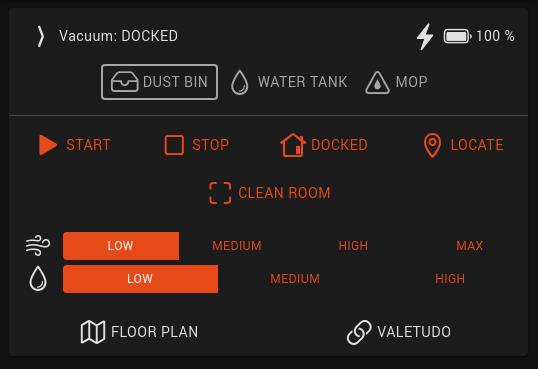 Vacuum: DOCKED 100 %
DUST BIN WATER TANK MOP
START STOP DOCKED LOCATE
CLEAN ROOM
LOW MEDIUM HIGH MAX
LOW MEDIUM HIGH
FLOOR PLAN VALETUDO